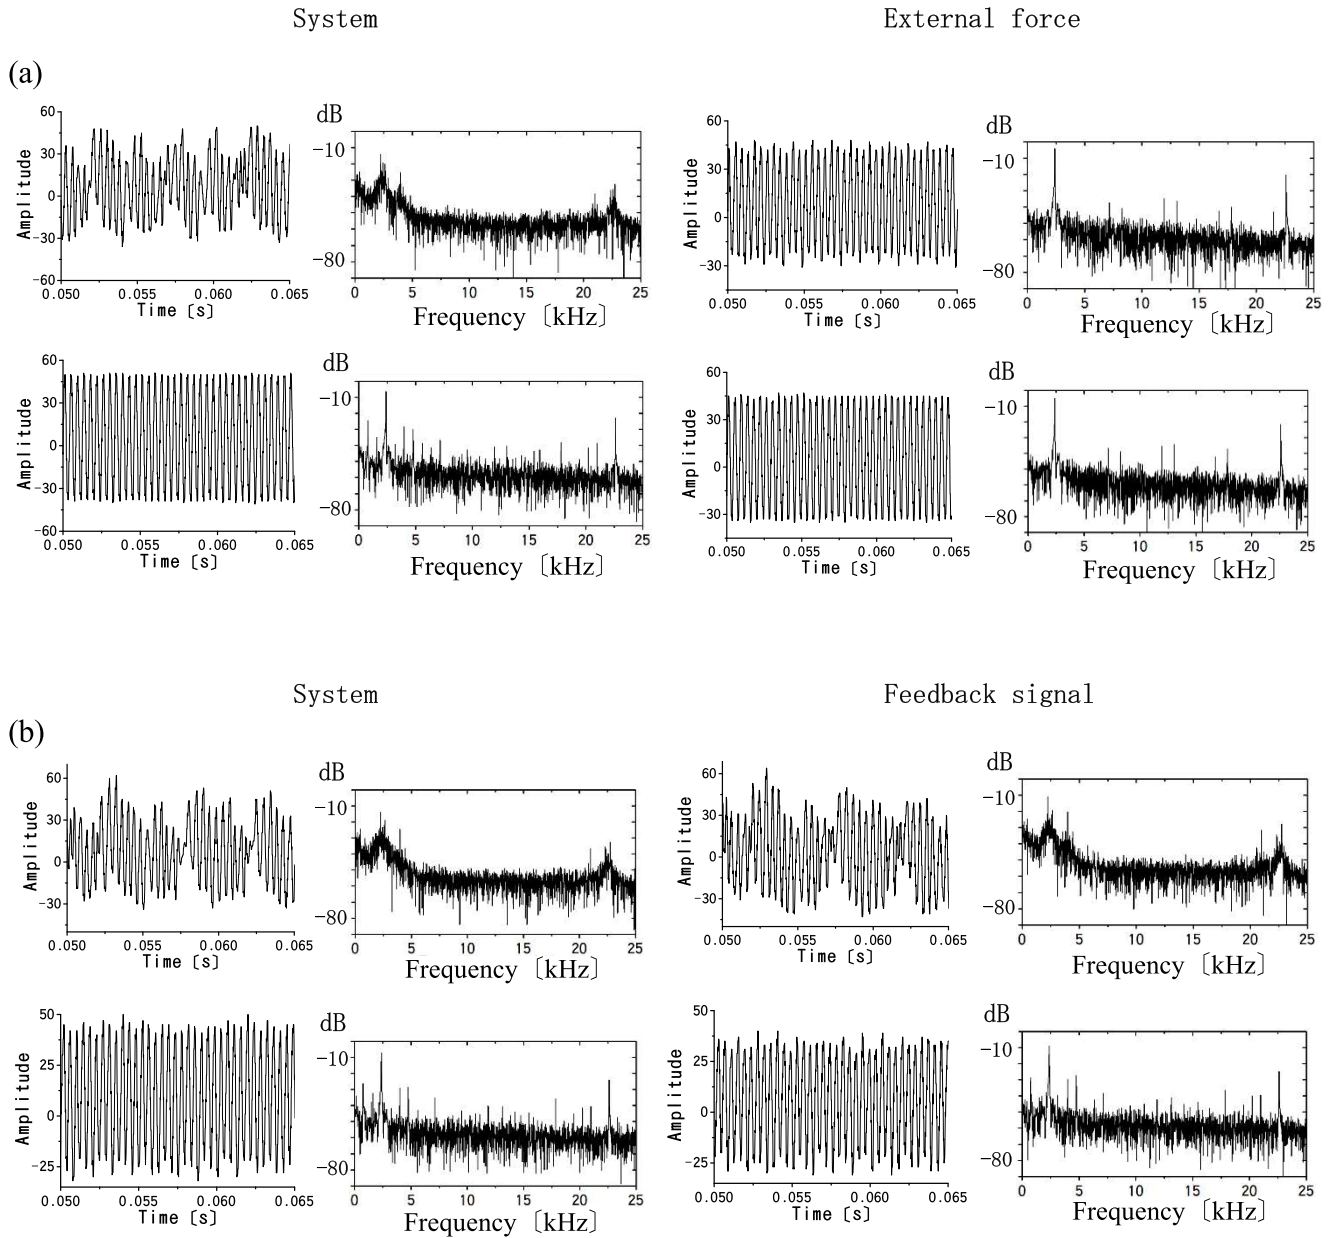 System External force
(a)
dB dB
Amplitude 60 30 0 -30 -60
-10 -80
Amplitude 60 30 0 -30
-10 -80
0.050 0.055 0.060 0.065
Time [s]
0 5 10 15 20 25
Frequency [kHz]
0.050 0.055 0.060 0.065
Time [s]
0 5 10 15 20 25
Frequency [kHz]
dB dB
Amplitude 60 30 0 -30 -60
-10 -80
Amplitude 60 30 0 -30
-10 -80
0.050 0.055 0.060 0.065
Time [s]
0 5 10 15 20 25
Frequency [kHz]
0.050 0.055 0.060 0.065
Time [s]
0 5 10 15 20 25
Frequency [kHz]
System Feedback signal
(b)
dB dB
Amplitude 60 30 0 -30
-10 -80
Amplitude 60 30 0 -30
-10 -80
0.050 0.055 0.060 0.065
Time [s]
0 5 10 15 20 25
Frequency [kHz]
0.050 0.055 0.060 0.065
Time [s]
0 5 10 15 20 25
Frequency [kHz]
dB dB
Amplitude 50 25 0 -25
-10 -80
Amplitude 50 25 0 -25
-10 -80
0.050 0.055 0.060 0.065
Time [s]
0 5 10 15 20 25
Frequency [kHz]
0.050 0.055 0.060 0.065
Time [s]
0 5 10 15 20 25
Frequency [kHz]